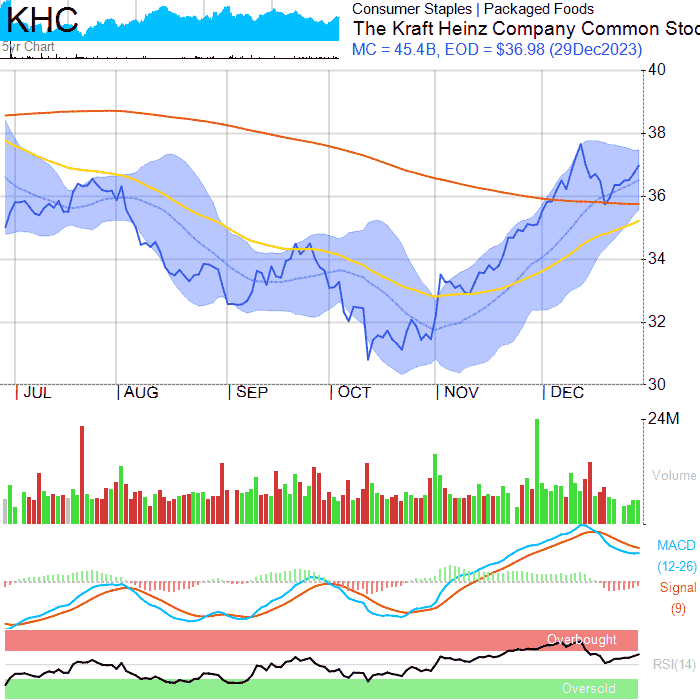 KHC
5yr Chart
Consumer Staples | Packaged Foods
The Kraft Heinz Company Common Stoc
MC = 45.4B, EOD = $36.98 (29Dec2023)
40
38
36
34
32
30
JUL AUG SEP OCT NOV DEC
24M
Volume
MACD
(12-26)
Signal
(9)
Overbought
RSI(14)
Oversold